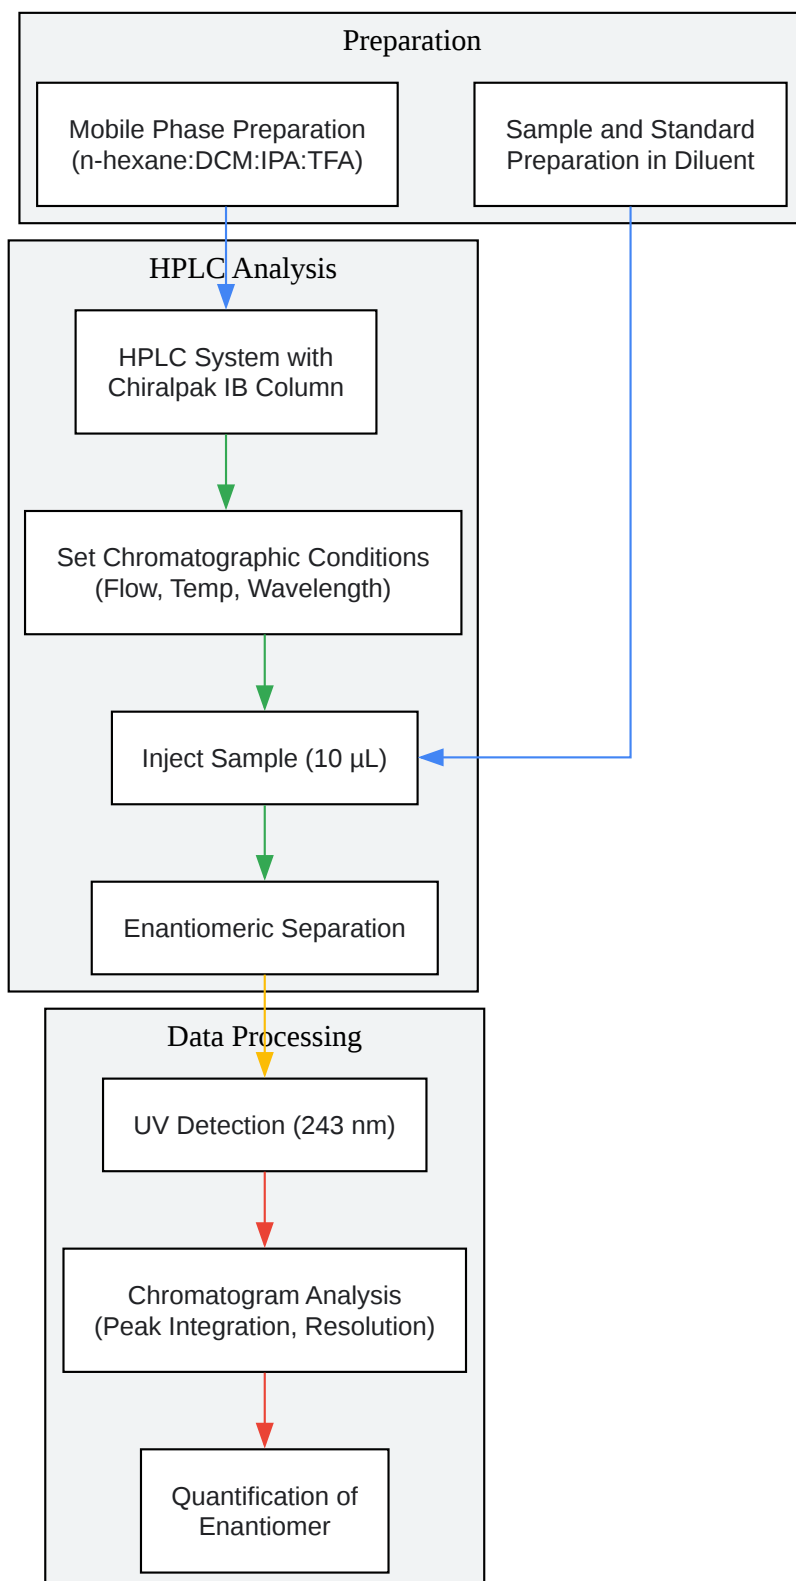 Preparation
Mobile Phase Preparation
(n-hexane:DCM:IPA:TFA)
Sample and Standard
Preparation in Diluent
HPLC Analysis
HPLC System with
Chiralpak IB Column
Set Chromatographic Conditions
(Flow, Temp, Wavelength)
Inject Sample (10 µL)
Enantiomeric Separation
Data Processing
UV Detection (243 nm)
Chromatogram Analysis
(Peak Integration, Resolution)
Quantification of
Enantiomer